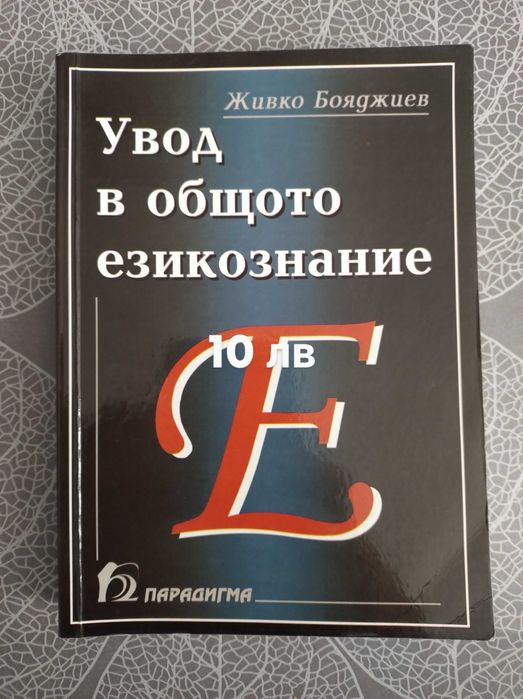 Живко Бояджиев
Увод
в общото
езикознание
10 лв
Е
ПАРАДИГМА